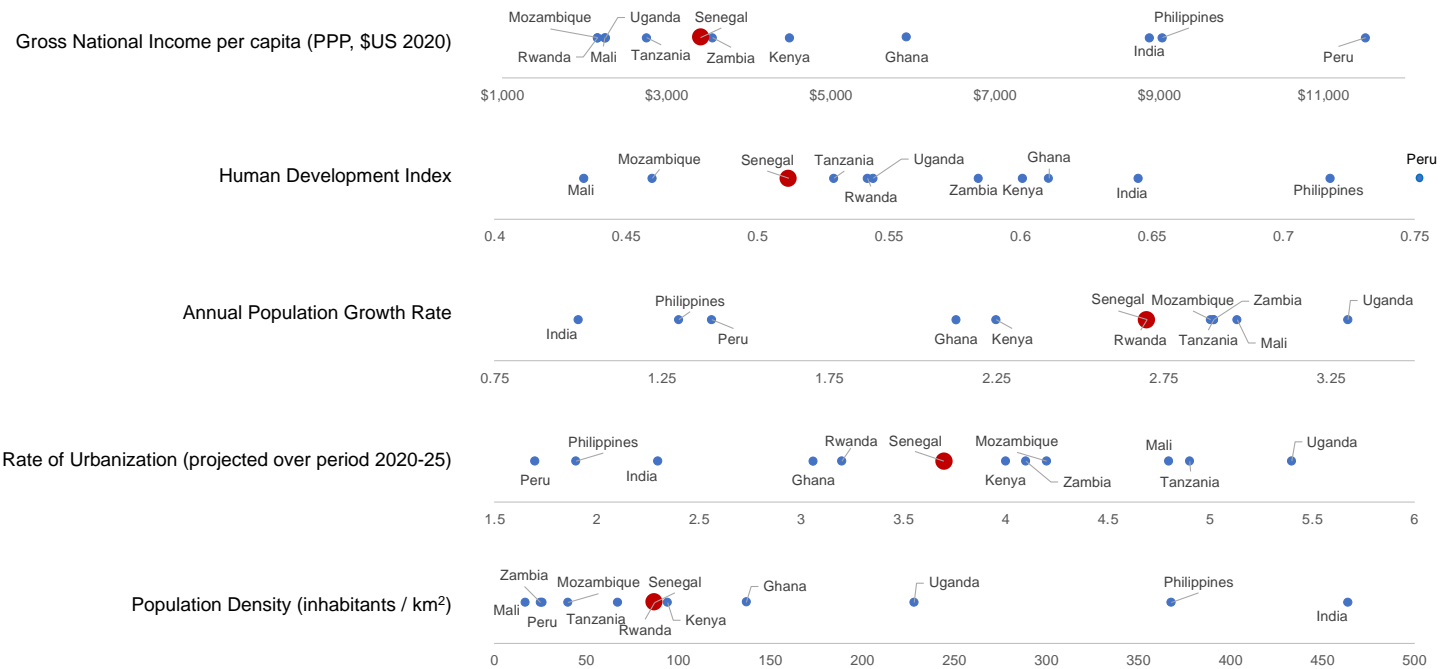 Gross National Income per capita (PPP, $US 2020)
Mozambique Uganda Senegal Philippines
Rwanda Mali Tanzania Zambia Kenya Ghana India Peru
$1,000 $3,000 $5,000 $7,000 $9,000 $11,000
Human Development Index
Mozambique Senegal Tanzania Uganda Ghana Peru
Mali Rwanda Zambia Kenya India Philippines
0.4 0.45 0.5 0.55 0.6 0.65 0.7 0.75
Annual Population Growth Rate
Philippines Senegal Mozambique Zambia Uganda
India Peru Ghana Kenya Rwanda Tanzania Mali
0.75 1.25 1.75 2.25 2.75 3.25
Rate of Urbanization (projected over period 2020-25)
Philippines Rwanda Senegal Mozambique Mali Uganda
Peru India Ghana Kenya Zambia Tanzania
1.5 2 2.5 3 3.5 4 4.5 5 5.5 6
Population Density (inhabitants / km²)
Zambia Mozambique Senegal Ghana Uganda Philippines
Mali Peru Tanzania Rwanda Kenya India
0 50 100 150 200 250 300 350 400 450 500